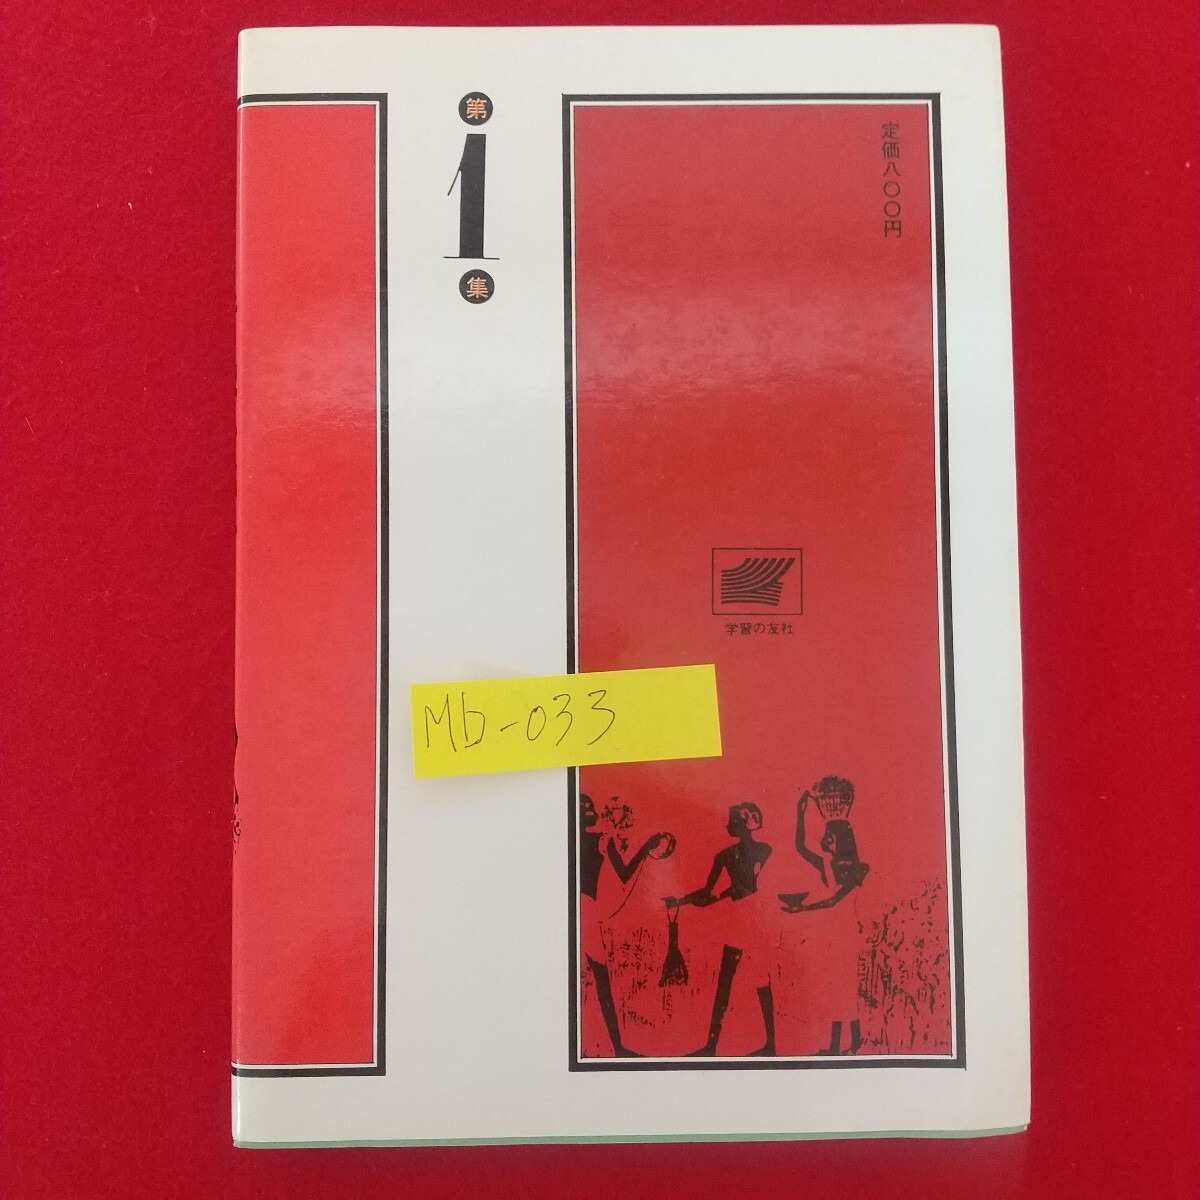 第
1
集
定価八〇〇円
学習の友社
Mb-033